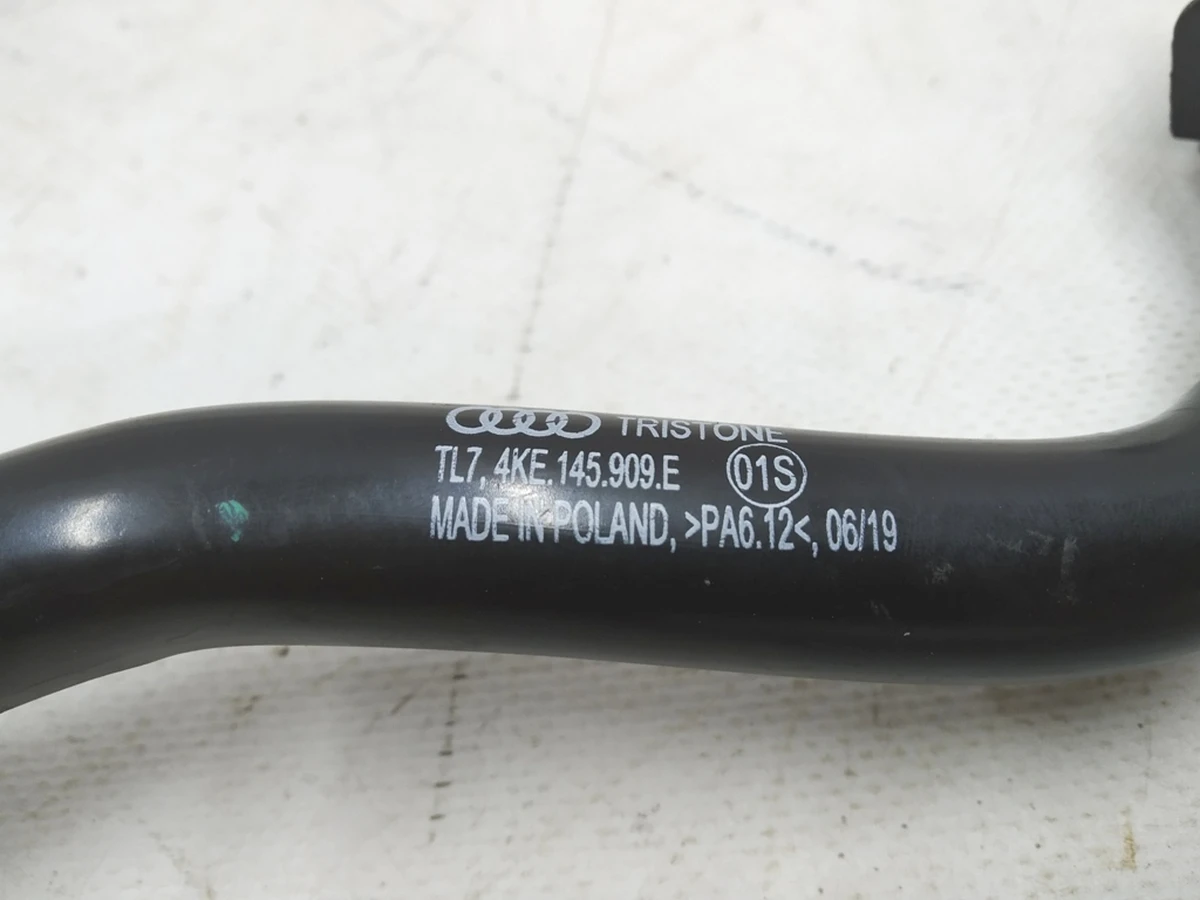 TRISTONE
TL7, 4KE.145.909.E 01S
MADE IN POLAND, >PA6.12<, 06/19